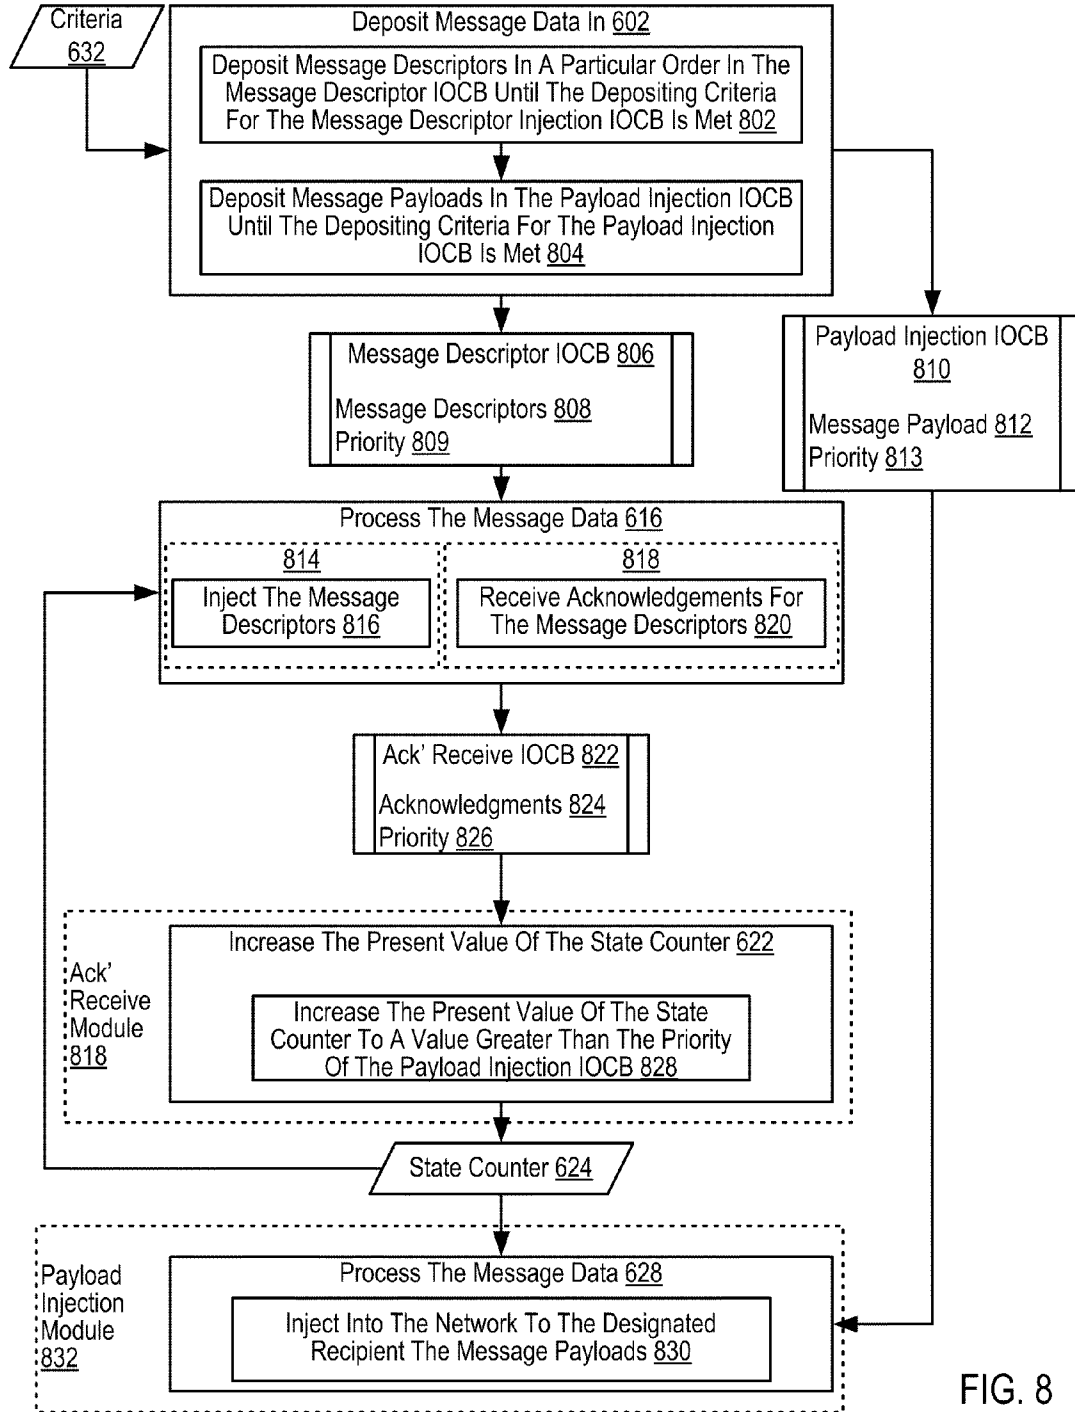 Criteria
632
Deposit Message Data In 602
Deposit Message Descriptors In A Particular Order In The
Message Descriptor IOCB Until The Depositing Criteria
For The Message Descriptor Injection IOCB Is Met 802
Deposit Message Payloads In The Payload Injection IOCB
Until The Depositing Criteria For The Payload Injection
IOCB Is Met 804
Message Descriptor IOCB 806
Message Descriptors 808
Priority 809
Payload Injection IOCB
810
Message Payload 812
Priority 813
Process The Message Data 616
814
Inject The Message
Descriptors 816
818
Receive Acknowledgements For
The Message Descriptors 820
Ack' Receive IOCB 822
Acknowledgments 824
Priority 826
Ack'
Receive
Module
818
Increase The Present Value Of The State Counter 622
Increase The Present Value Of The State
Counter To A Value Greater Than The Priority
Of The Payload Injection IOCB 828
State Counter 624
Payload
Injection
Module
832
Process The Message Data 628
Inject Into The Network To The Designated
Recipient The Message Payloads 830
FIG. 8